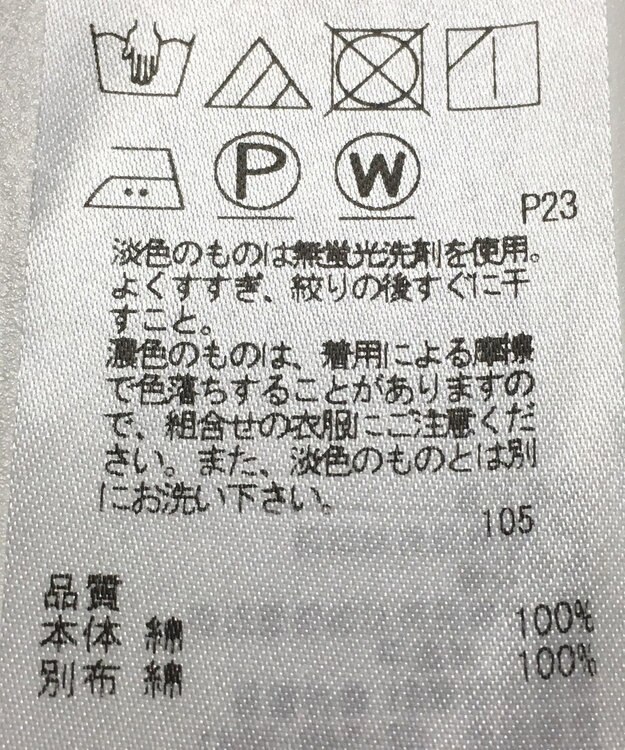 P
W
P23
淡色のものは無蛍光洗剤を使用。
よくすすぎ、絞りの後すぐに干
すこと。
濃色のものは、着用による摩擦
で色落ちすることがありますの
で、組合せの衣服にご注意くだ
さい。また、淡色のものとは別
にお洗い下さい。
105
品質
本体 綿 100%
別布 綿 100%